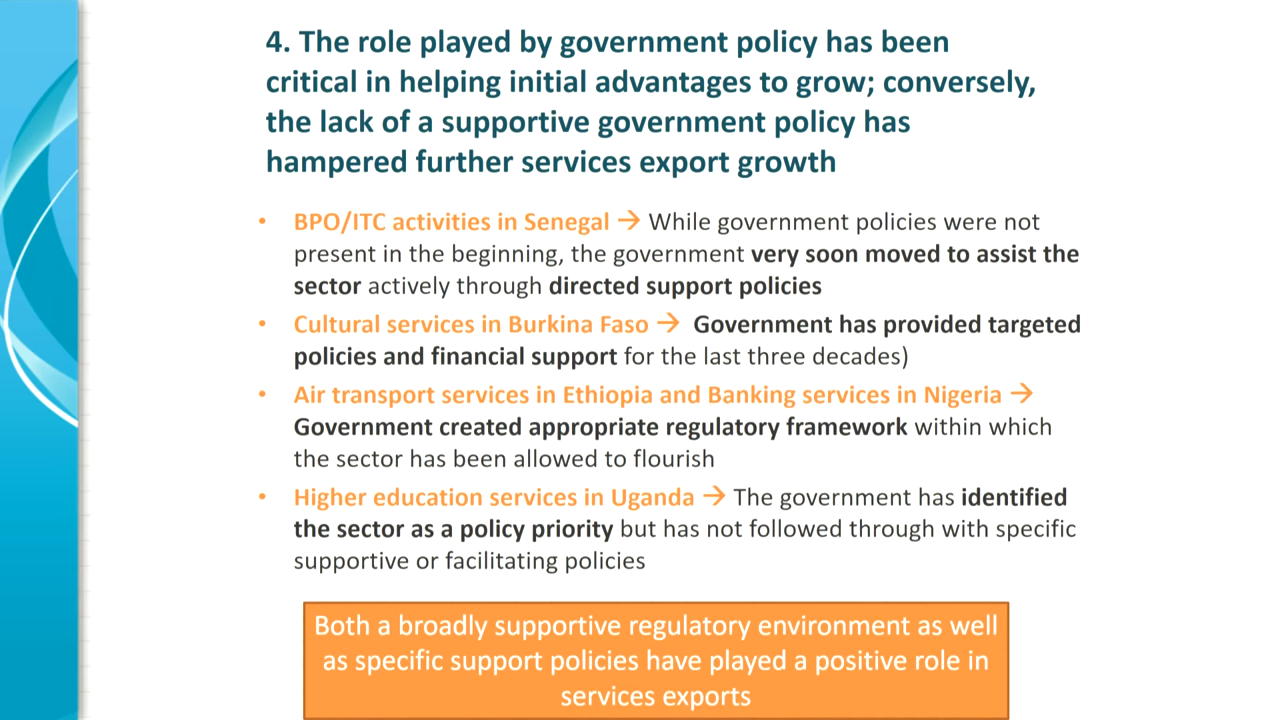 4. The role played by government policy has been
critical in helping initial advantages to grow; conversely,
the lack of a supportive government policy has
hampered further services export growth
• BPO/ITC activities in Senegal → While government policies were not
present in the beginning, the government very soon moved to assist the
sector actively through directed support policies
• Cultural services in Burkina Faso → Government has provided targeted
policies and financial support for the last three decades)
• Air transport services in Ethiopia and Banking services in Nigeria →
Government created appropriate regulatory framework within which
the sector has been allowed to flourish
• Higher education services in Uganda → The government has identified
the sector as a policy priority but has not followed through with specific
supportive or facilitating policies
Both a broadly supportive regulatory environment as well
as specific support policies have played a positive role in
services exports